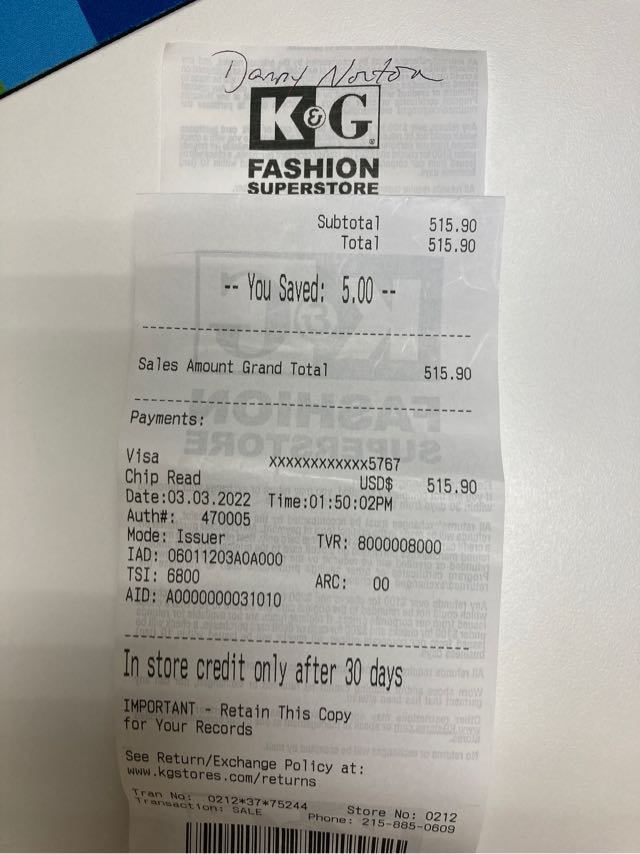 Danny Norton
K&G
FASHION
SUPERSTORE
Subtotal 515.90
Total 515.90
-- You Saved: 5.00 --
Sales Amount Grand Total 515.90
Payments:
Visa XXXXXXXXXXXX5767
Chip Read USD$ 515.90
Date:03.03.2022 Time:01:50:02PM
Auth#: 470005
Mode: Issuer TVR: 8000008000
IAD: 06011203A0A000
TSI: 6800 ARC: 00
AID: A0000000031010
In store credit only after 30 days
IMPORTANT - Retain This Copy
for Your Records
See Return/Exchange Policy at:
www.kgstores.com/returns
Tran No: 0212*37*75244 Store No: 0212
Transaction: SALE Phone: 215-885-0609